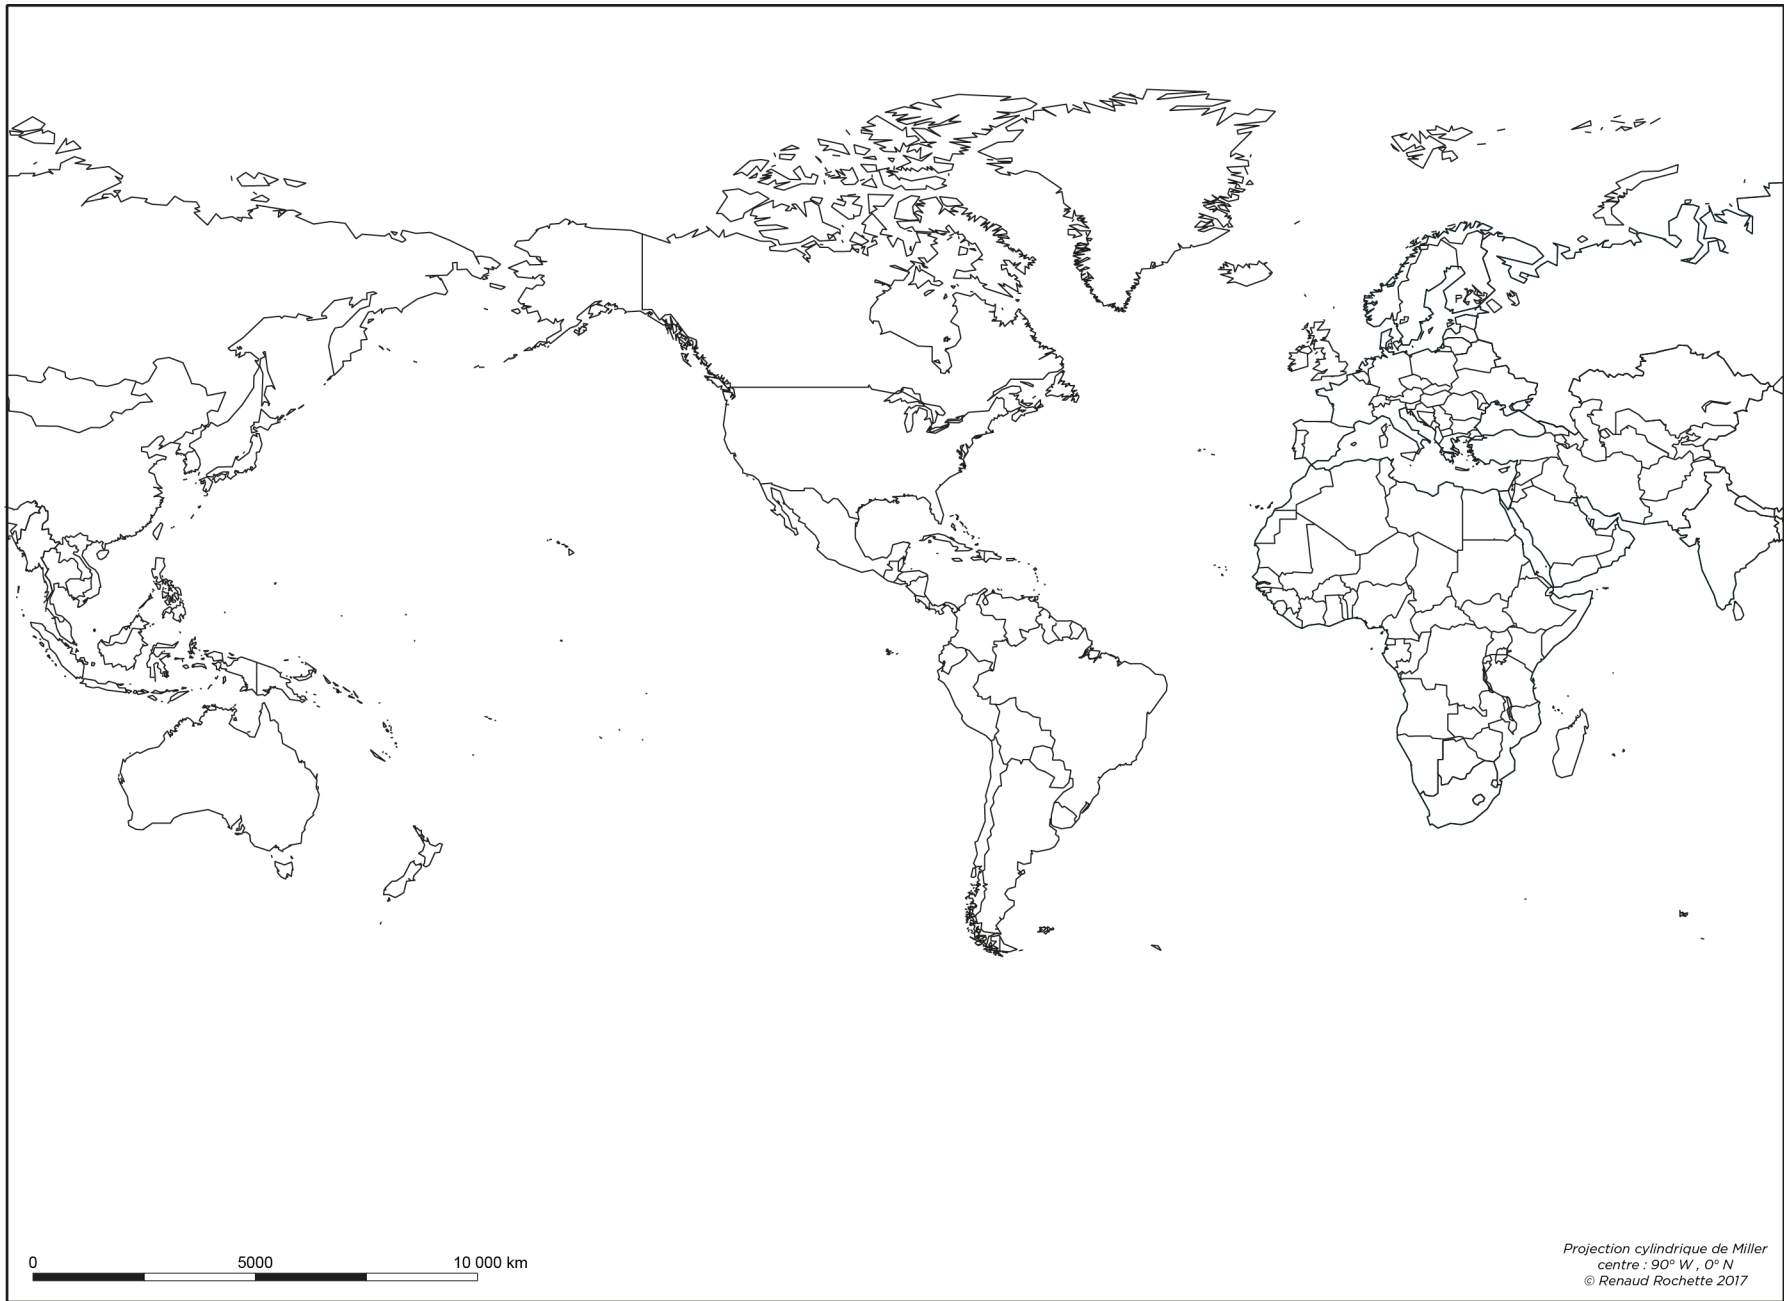 P
0 5000 10 000 km
Projection cylindrique de Miller
centre : 90° W , 0° N
© Renaud Rochette 2017